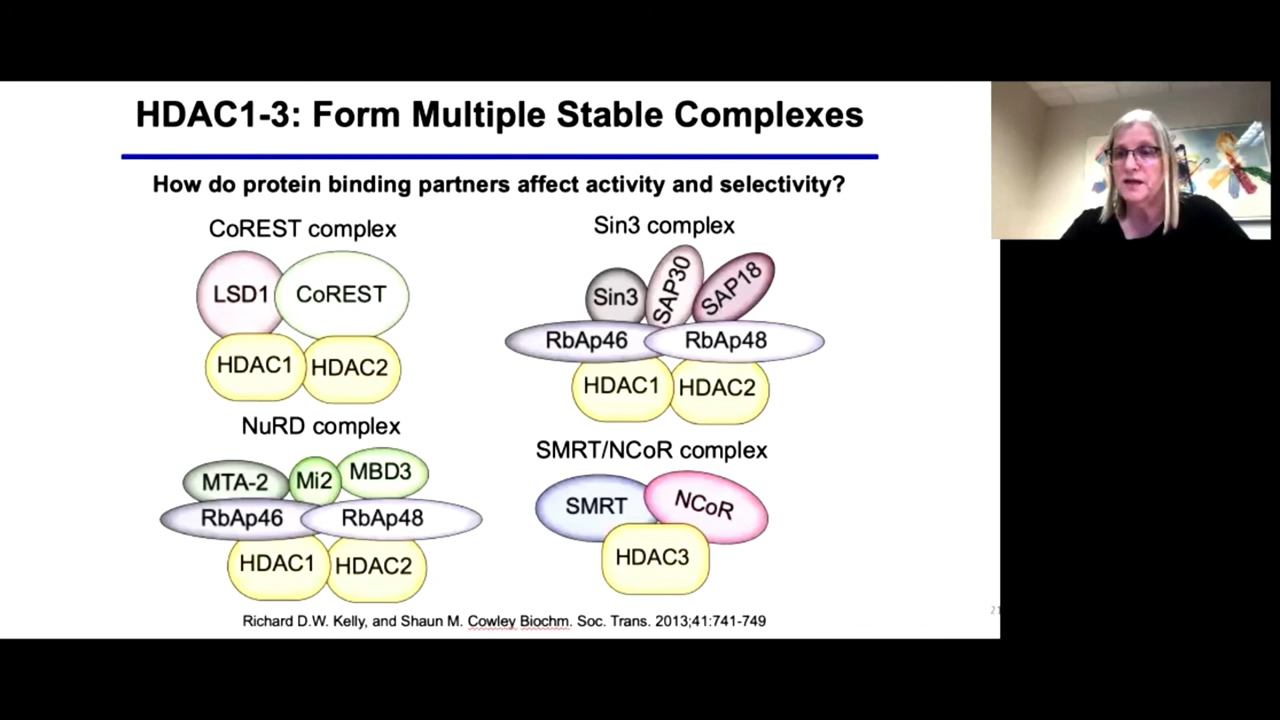 HDAC1-3: Form Multiple Stable Complexes
How do protein binding partners affect activity and selectivity?
CoREST complex
LSD1
CoREST
HDAC1
HDAC2
Sin3 complex
Sin3
SAP30
SAP18
RbAp46
RbAp48
HDAC1
HDAC2
NuRD complex
MTA-2
Mi2
MBD3
RbAp46
RbAp48
HDAC1
HDAC2
SMRT/NCoR complex
SMRT
NCoR
HDAC3
Richard D.W. Kelly, and Shaun M. Cowley Biochm. Soc. Trans. 2013;41:741-749